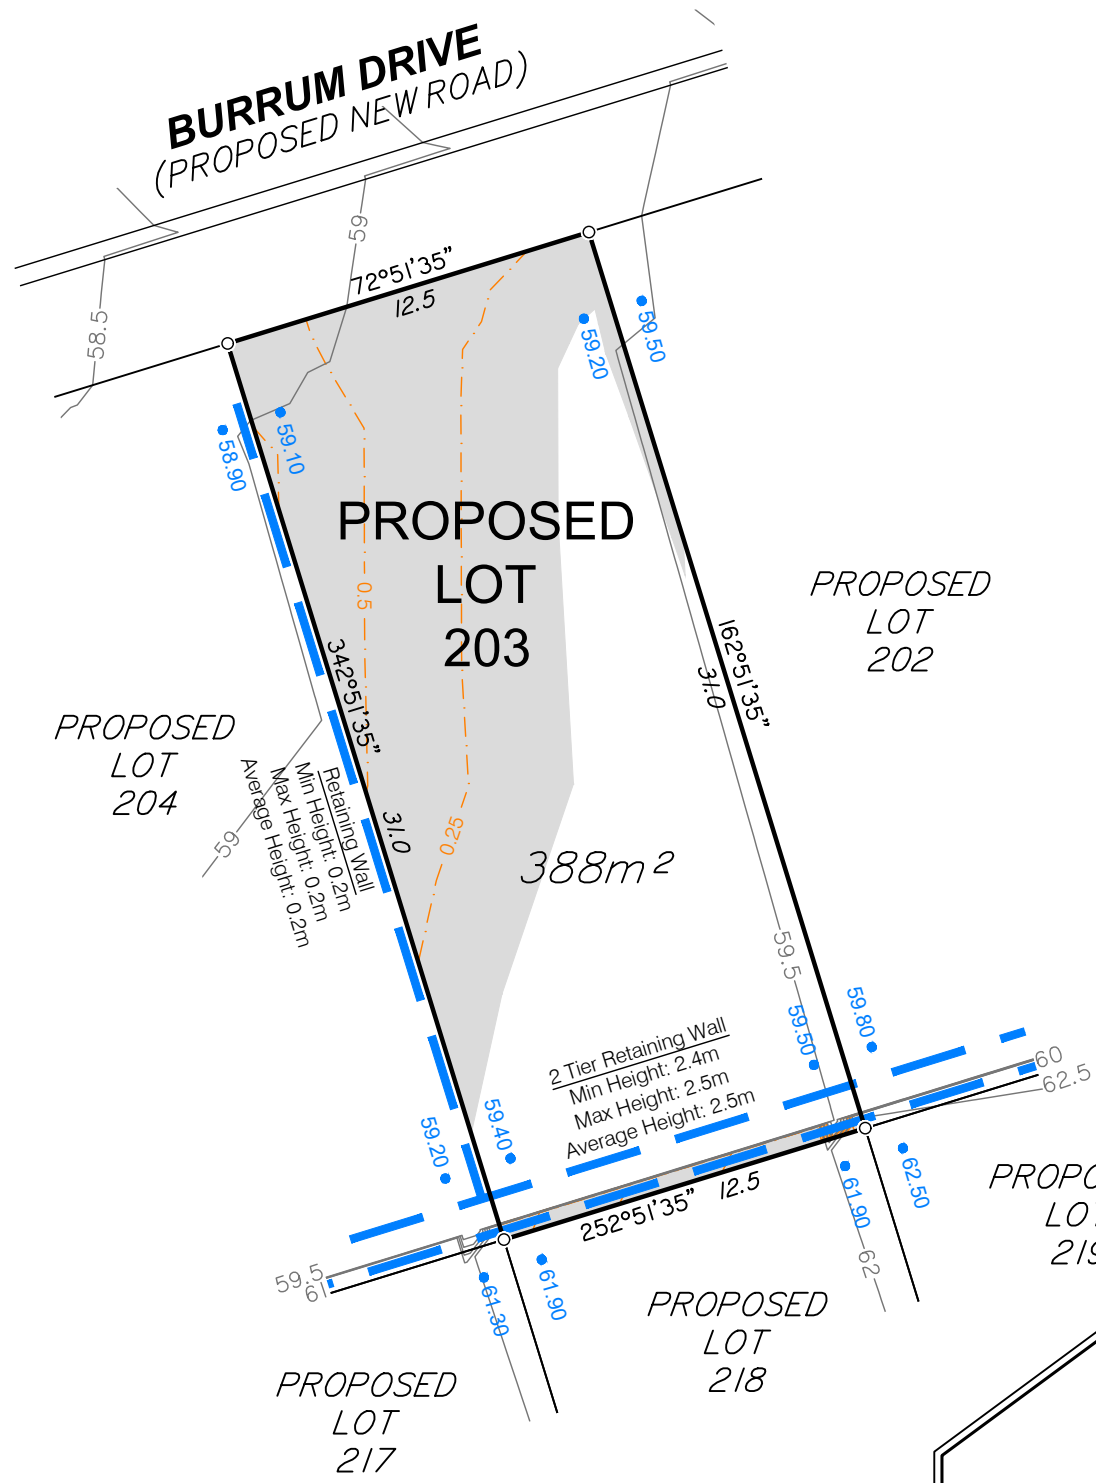 BURRUM DRIVE
(PROPOSED NEW ROAD)
59
58.5
72°51'35"
12.5
59.50
59.20
59.10
58.90
PROPOSED
LOT
203
0.5
0.25
PROPOSED
LOT
202
162°51'35"
31.0
342°51'35"
31.0
PROPOSED
LOT
204
59
Retaining Wall
Min Height: 0.2m
Max Height: 0.2m
Average Height: 0.2m
388m²
59.5
59.80
59.50
2 Tier Retaining Wall
Min Height: 2.4m
Max Height: 2.5m
Average Height: 2.5m
60
62.5
59.40
59.20
252°51'35"
12.5
62.50
61.90
62
59.5
61
61.90
61.30
PROPOSED
LOT
218
PROPO
LOT
219
PROPOSED
LOT
217